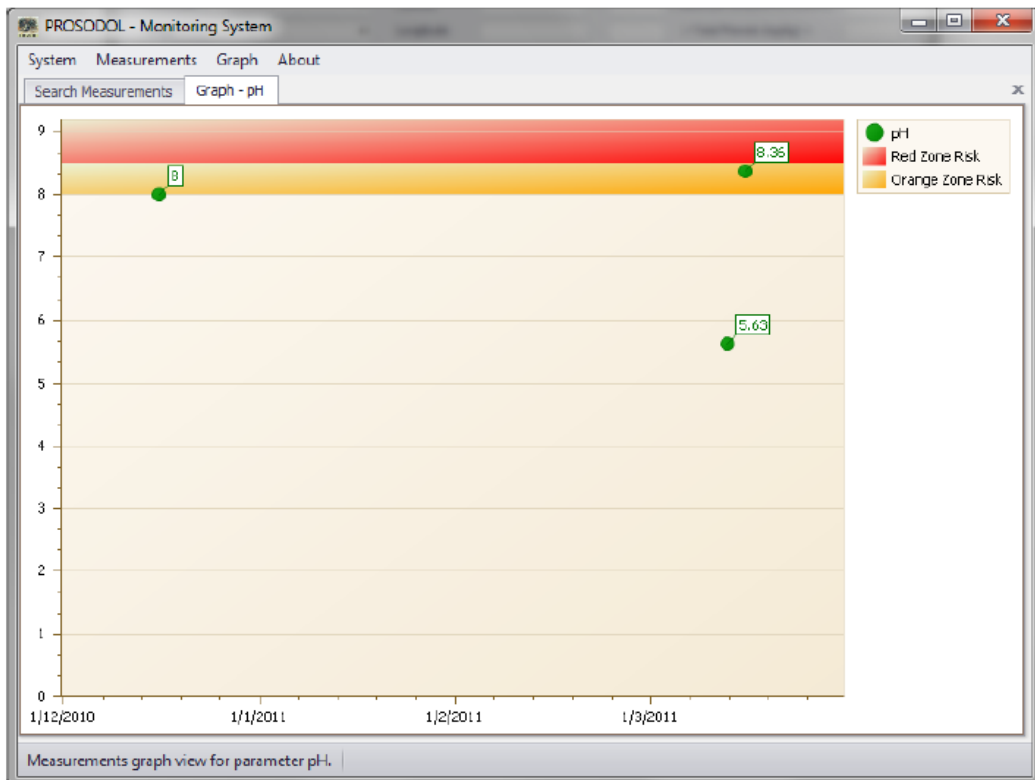 PROSODOL - Monitoring System
System Measurements Graph About
Search Measurements Graph - pH
9
8
7
6
5
4
3
2
1
0
8
8.36
5.63
1/12/2010 1/1/2011 1/2/2011 1/3/2011
pH
Red Zone Risk
Orange Zone Risk
Measurements graph view for parameter pH.